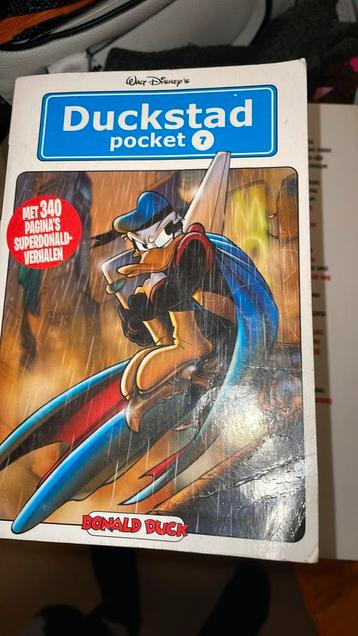 Walt Disney's
Duckstad
pocket 7
MET 340
PAGINA'S
SUPERDONALD-
VERHALEN
DONALD DUCK